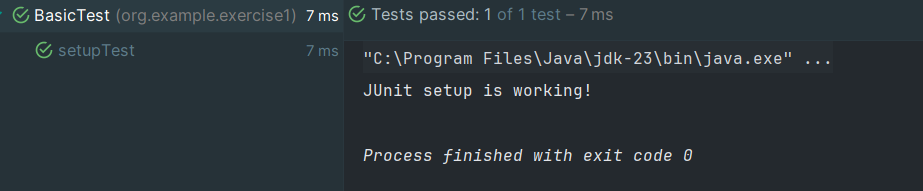 BasicTest (org.example.exercise1) 7 ms
setupTest 7 ms
Tests passed: 1 of 1 test – 7 ms
"C:\Program Files\Java\jdk-23\bin\java.exe" ...
JUnit setup is working!
Process finished with exit code 0